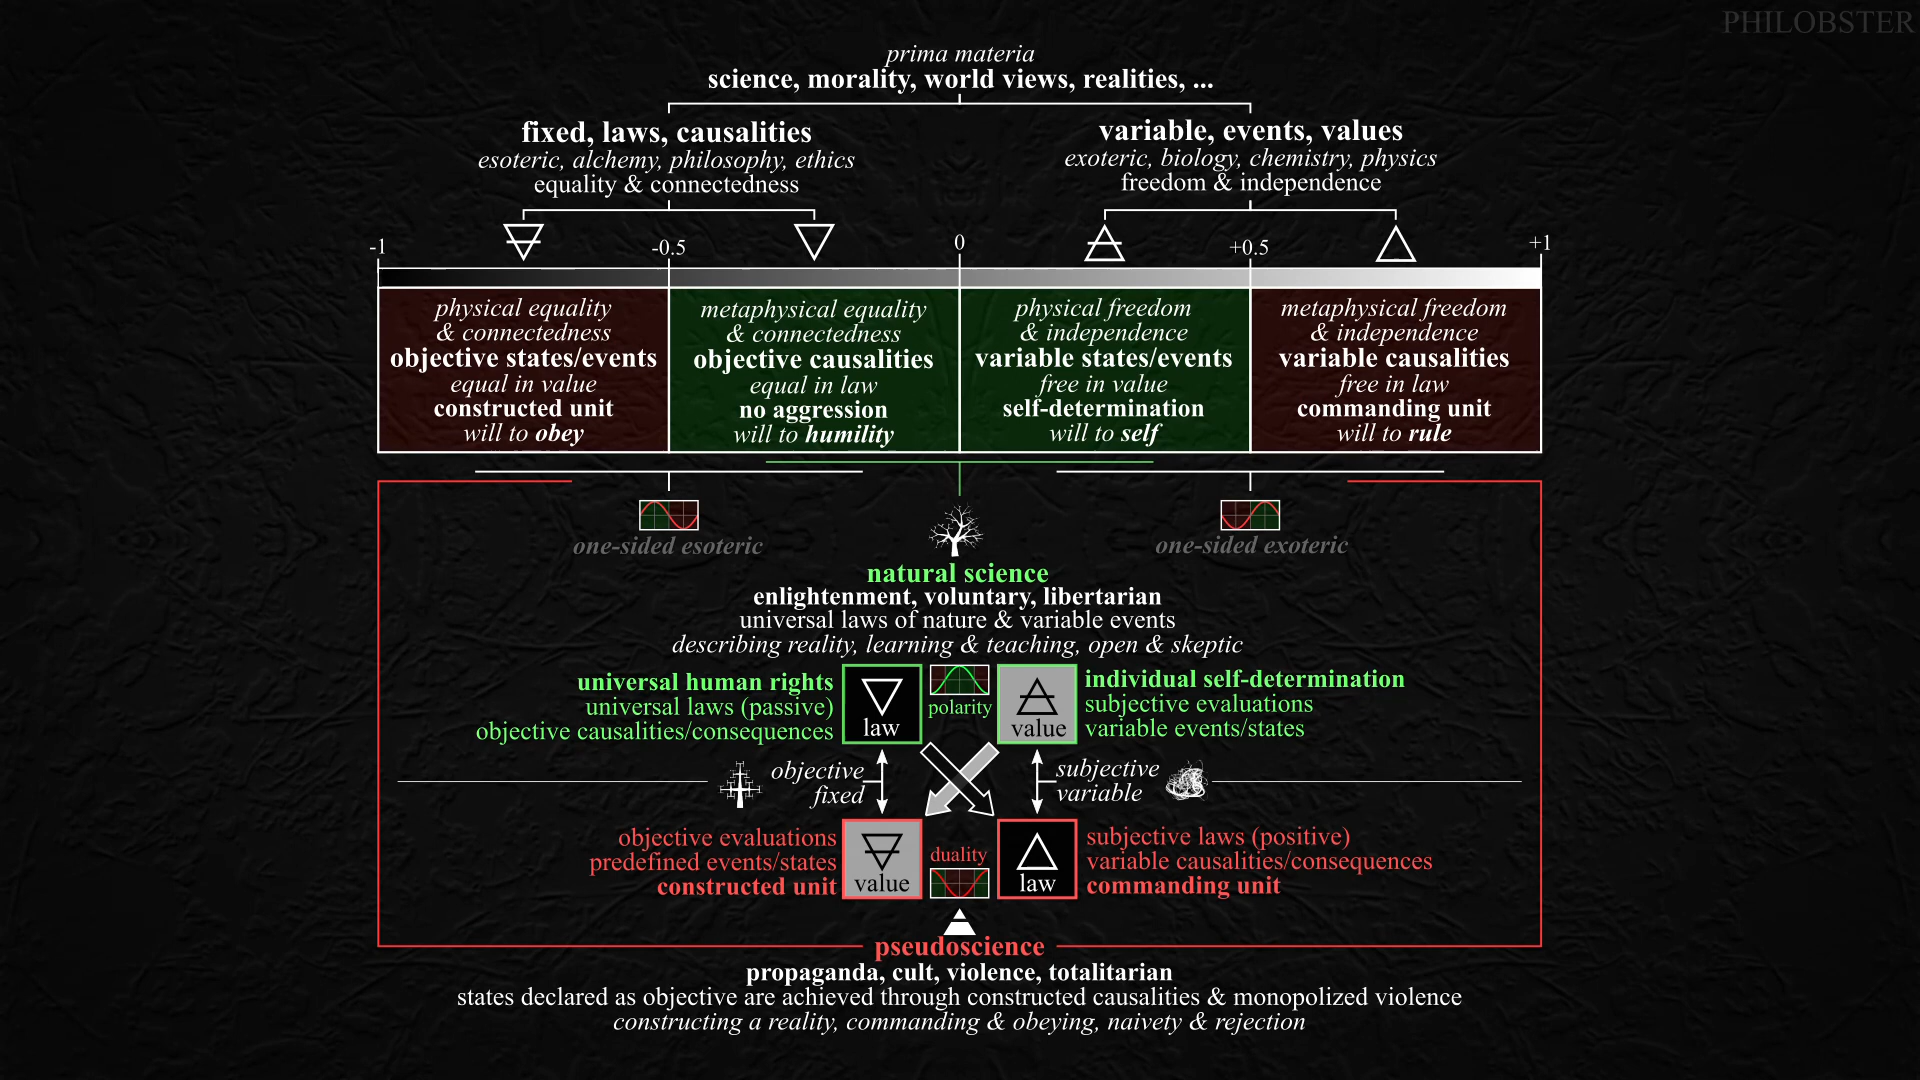 PHILOBSTER
prima materia
science, morality, world views, realities, ...
fixed, laws, causalities
esoteric, alchemy, philosophy, ethics
equality & connectedness
variable, events, values
exoteric, biology, chemistry, physics
freedom & independence
-1
-0.5
0
+0.5
+1
physical equality
& connectedness
objective states/events
equal in value
constructed unit
will to obey
metaphysical equality
& connectedness
objective causalities
equal in law
no aggression
will to humility
physical freedom
& independence
variable states/events
free in value
self-determination
will to self
metaphysical freedom
& independence
variable causalities
free in law
commanding unit
will to rule
one-sided esoteric
one-sided exoteric
natural science
enlightenment, voluntary, libertarian
universal laws of nature & variable events
describing reality, learning & teaching, open & skeptic
universal human rights
universal laws (passive)
objective causalities/consequences
law
polarity
value
individual self-determination
subjective evaluations
variable events/states
objective
fixed
subjective
variable
objective evaluations
predefined events/states
constructed unit
value
duality
law
subjective laws (positive)
variable causalities/consequences
commanding unit
pseudoscience
propaganda, cult, violence, totalitarian
states declared as objective are achieved through constructed causalities & monopolized violence
constructing a reality, commanding & obeying, naivety & rejection